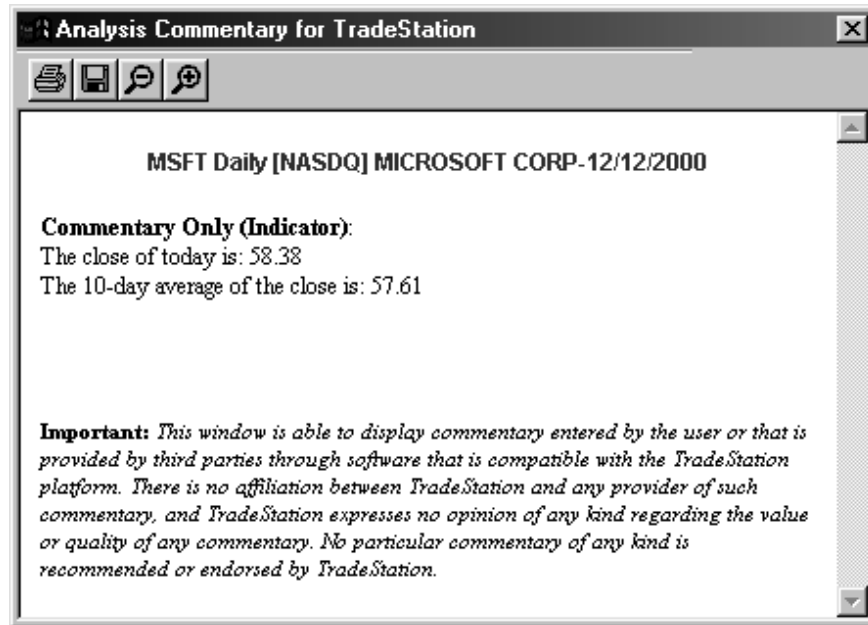 Analysis Commentary for TradeStation
MSFT Daily [NASDQ] MICROSOFT CORP-12/12/2000
Commentary Only (Indicator):
The close of today is: 58.38
The 10-day average of the close is: 57.61
Important: This window is able to display commentary entered by the user or that is
provided by third parties through software that is compatible with the TradeStation
platform. There is no affiliation between TradeStation and any provider of such
commentary, and TradeStation expresses no opinion of any kind regarding the value
or quality of any commentary. No particular commentary of any kind is
recommended or endorsed by TradeStation.